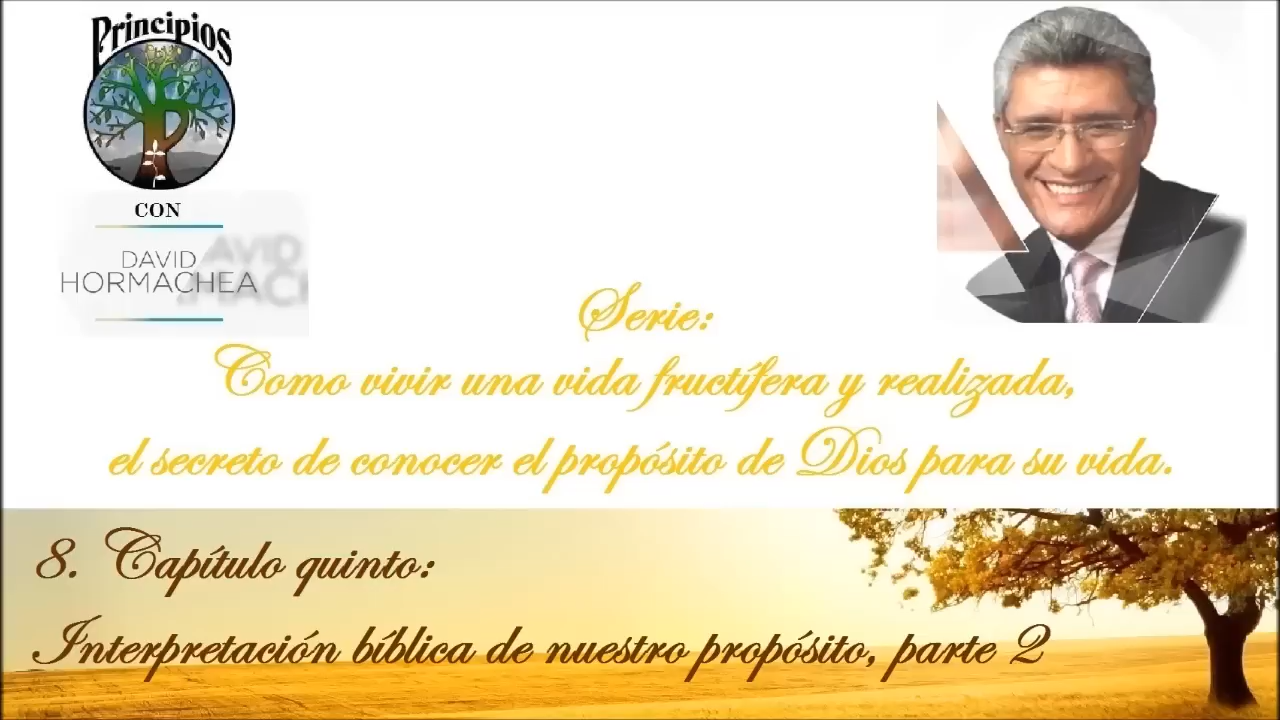 Principios
CON
DAVID
HORMACHEA
Serie:
Como vivir una vida fructífera y realizada,
el secreto de conocer el propósito de Dios para su vida.
8. Capítulo quinto:
Interpretación bíblica de nuestro propósito, parte 2